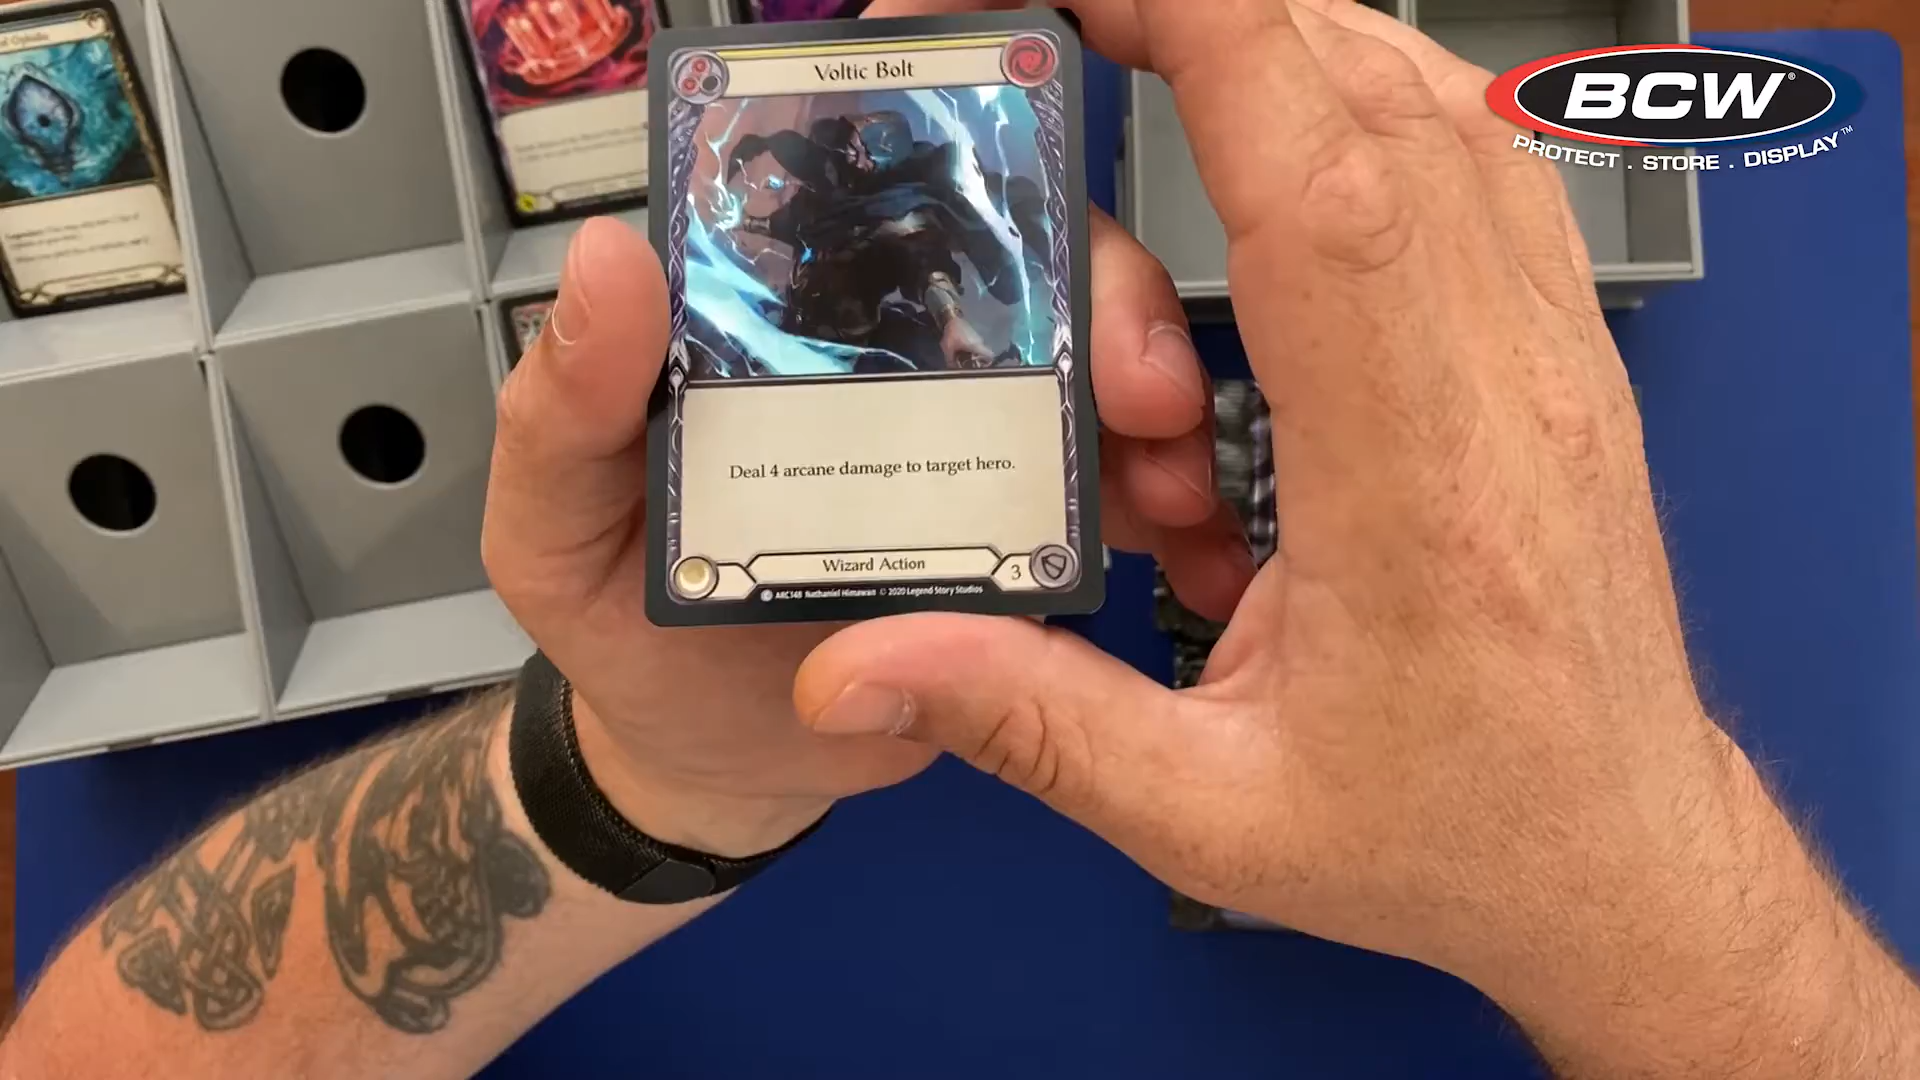 Voltic Bolt
Deal 4 arcane damage to target hero.
Wizard Action
3
C ARC148 Nathaniel Himawan © 2020 Legend Story Studios
BCW®
PROTECT . STORE . DISPLAY™